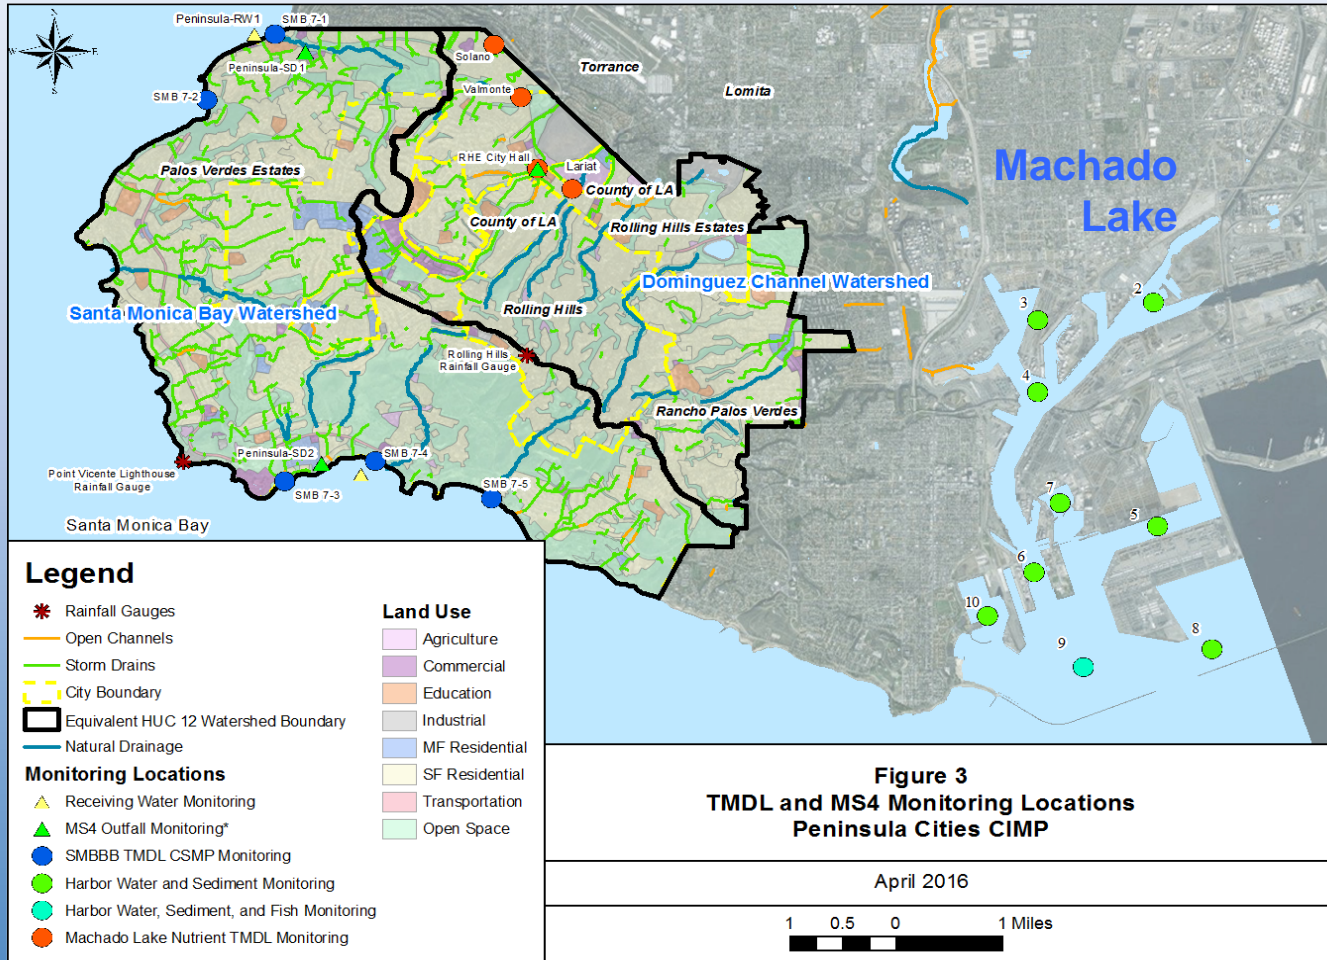 N
W
E
S
Peninsula-RW1
SMB 7-1
Peninsula-SD1
SMB 7-2
Solano
Valmonte
Torrance
Lomita
RHE City Hall
Lariat
Palos Verdes Estates
County of LA
County of LA
Rolling Hills Estates
Machado
Lake
Dominguez Channel Watershed
Santa Monica Bay Watershed
Rolling Hills
Rolling Hills
Rainfall Gauge
Rancho Palos Verdes
Peninsula-SD2
SMB 7-4
Point Vicente Lighthouse
Rainfall Gauge
SMB 7-3
SMB 7-5
Santa Monica Bay
2
3
4
7
5
6
10
9
8
Legend
Rainfall Gauges
Open Channels
Storm Drains
City Boundary
Equivalent HUC 12 Watershed Boundary
Natural Drainage
Monitoring Locations
Receiving Water Monitoring
MS4 Outfall Monitoring*
SMBBB TMDL CSMP Monitoring
Harbor Water and Sediment Monitoring
Harbor Water, Sediment, and Fish Monitoring
Machado Lake Nutrient TMDL Monitoring
Land Use
Agriculture
Commercial
Education
Industrial
MF Residential
SF Residential
Transportation
Open Space
Figure 3
TMDL and MS4 Monitoring Locations
Peninsula Cities CIMP
April 2016
1 0.5 0 1 Miles